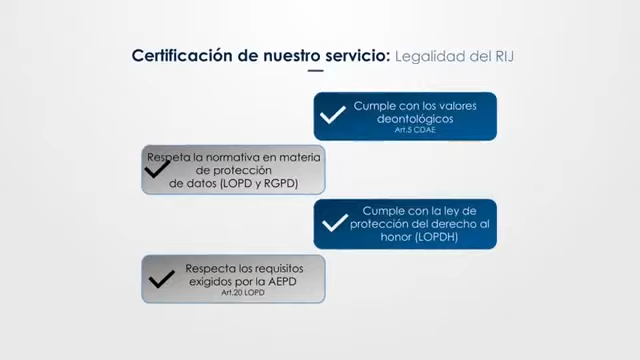 Certificación de nuestro servicio: Legalidad del RIJ
Cumple con los valores
deontológicos
Art.5 CDAE
Respeta la normativa en materia
de protección
de datos (LOPD y RGPD)
Cumple con la ley de
protección del derecho al
honor (LOPDH)
Respecta los requisitos
exigidos por la AEPD
Art.20 LOPD